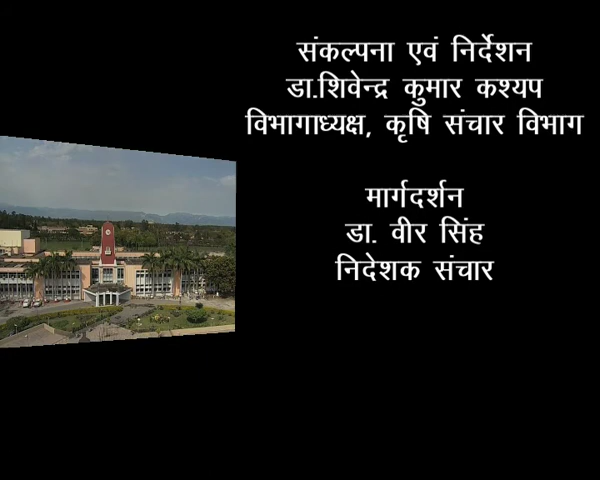 संकल्पना एवं निर्देशन
डा.शिवेन्द्र कुमार कश्यप
विभागाध्यक्ष, कृषि संचार विभाग
मार्गदर्शन
डा. वीर सिंह
निदेशक संचार